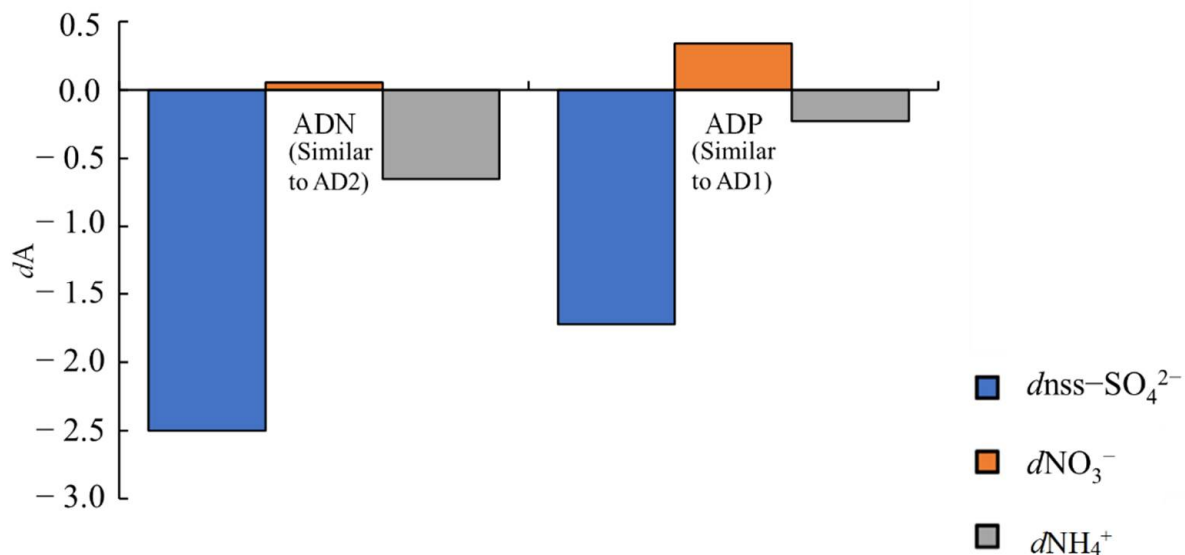 0.5
0.0
− 0.5
− 1.0
− 1.5
− 2.0
− 2.5
− 3.0
dA
ADN
(Similar
to AD2)
ADP
(Similar
to AD1)
dnss−SO₄²⁻
dNO₃⁻
dNH₄⁺